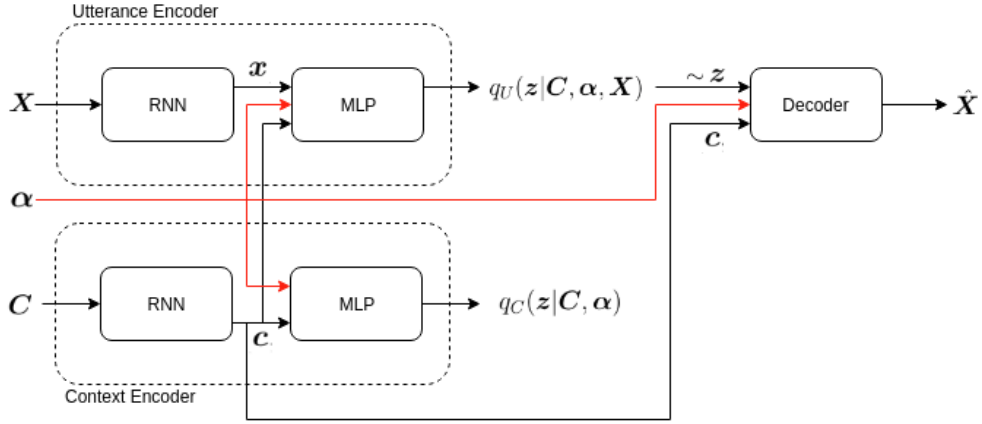 Utterance Encoder
X
RNN
x
MLP
q_U(z|C, α, X)
∼ z
c
Decoder
X̂
α
C
RNN
c
MLP
q_C(z|C, α)
Context Encoder